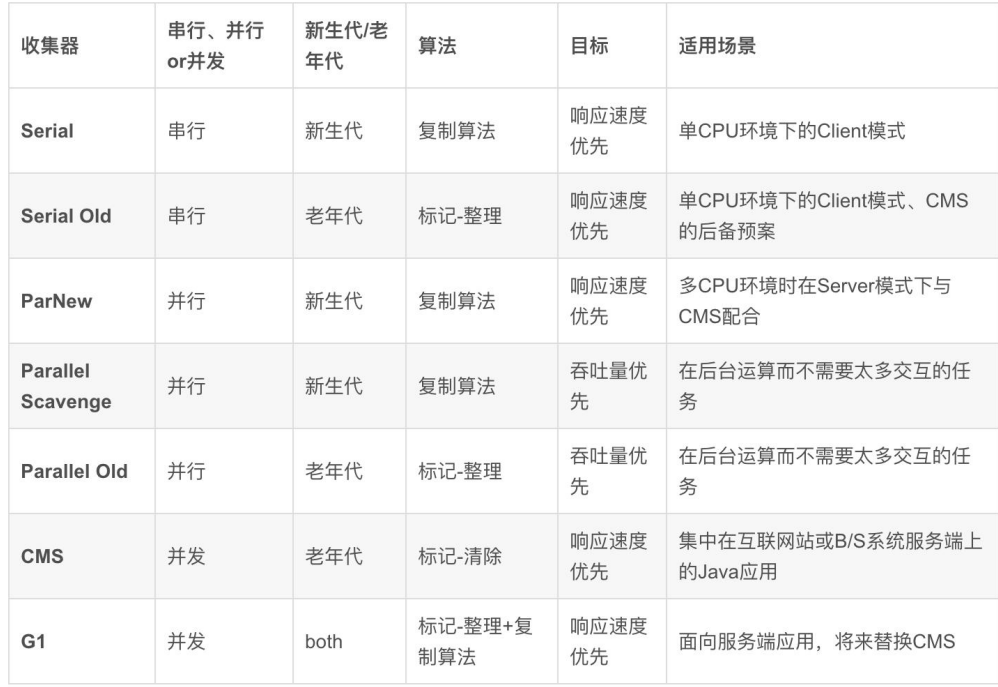 收集器
串行、并行
or并发
新生代/老
年代
算法
目标
适用场景
Serial
串行
新生代
复制算法
响应速度
优先
单CPU环境下的Client模式
Serial Old
串行
老年代
标记-整理
响应速度
优先
单CPU环境下的Client模式、CMS
的后备预案
ParNew
并行
新生代
复制算法
响应速度
优先
多CPU环境时在Server模式下与
CMS配合
Parallel
Scavenge
并行
新生代
复制算法
吞吐量优
先
在后台运算而不需要太多交互的任
务
Parallel Old
并行
老年代
标记-整理
吞吐量优
先
在后台运算而不需要太多交互的任
务
CMS
并发
老年代
标记-清除
响应速度
优先
集中在互联网站或B/S系统服务端上
的Java应用
G1
并发
both
标记-整理+复
制算法
响应速度
优先
面向服务端应用，将来替换CMS